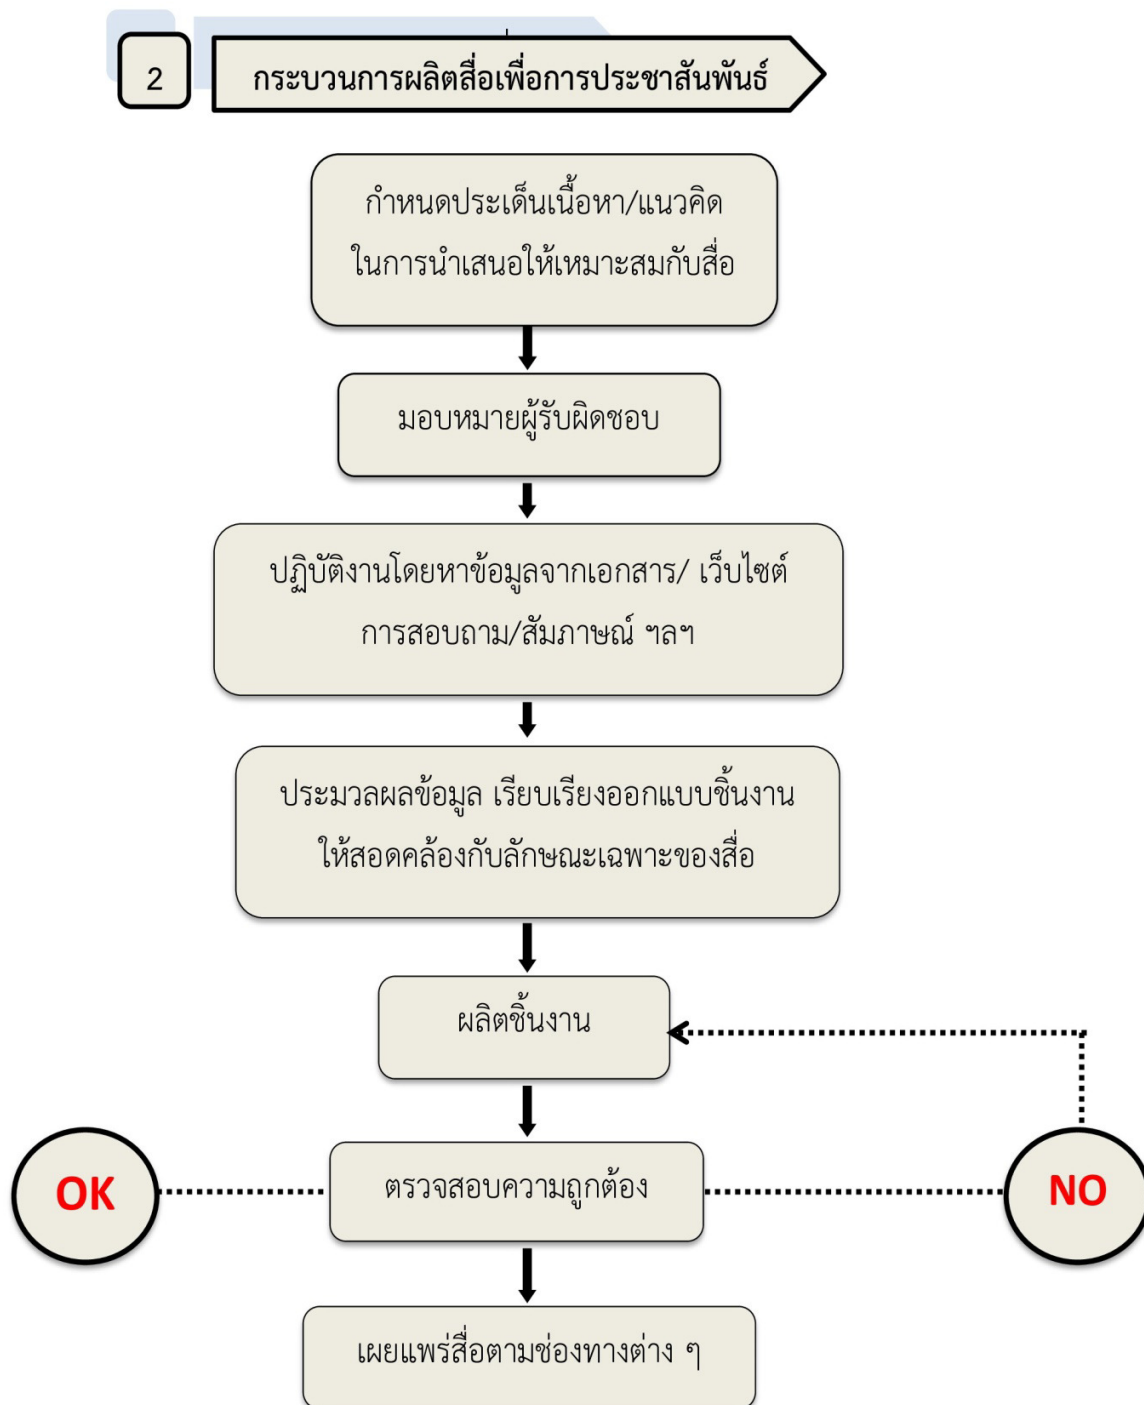 2
กระบวนการผลิตสื่อเพื่อการประชาสัมพันธ์
กำหนดประเด็นเนื้อหา/แนวคิด
ในการนำเสนอให้เหมาะสมกับสื่อ
มอบหมายผู้รับผิดชอบ
ปฏิบัติงานโดยหาข้อมูลจากเอกสาร/ เว็บไซต์
การสอบถาม/สัมภาษณ์ ฯลฯ
ประมวลผลข้อมูล เรียบเรียงออกแบบชิ้นงาน
ให้สอดคล้องกับลักษณะเฉพาะของสื่อ
ผลิตชิ้นงาน
OK
ตรวจสอบความถูกต้อง
NO
เผยแพร่สื่อตามช่องทางต่าง ๆ